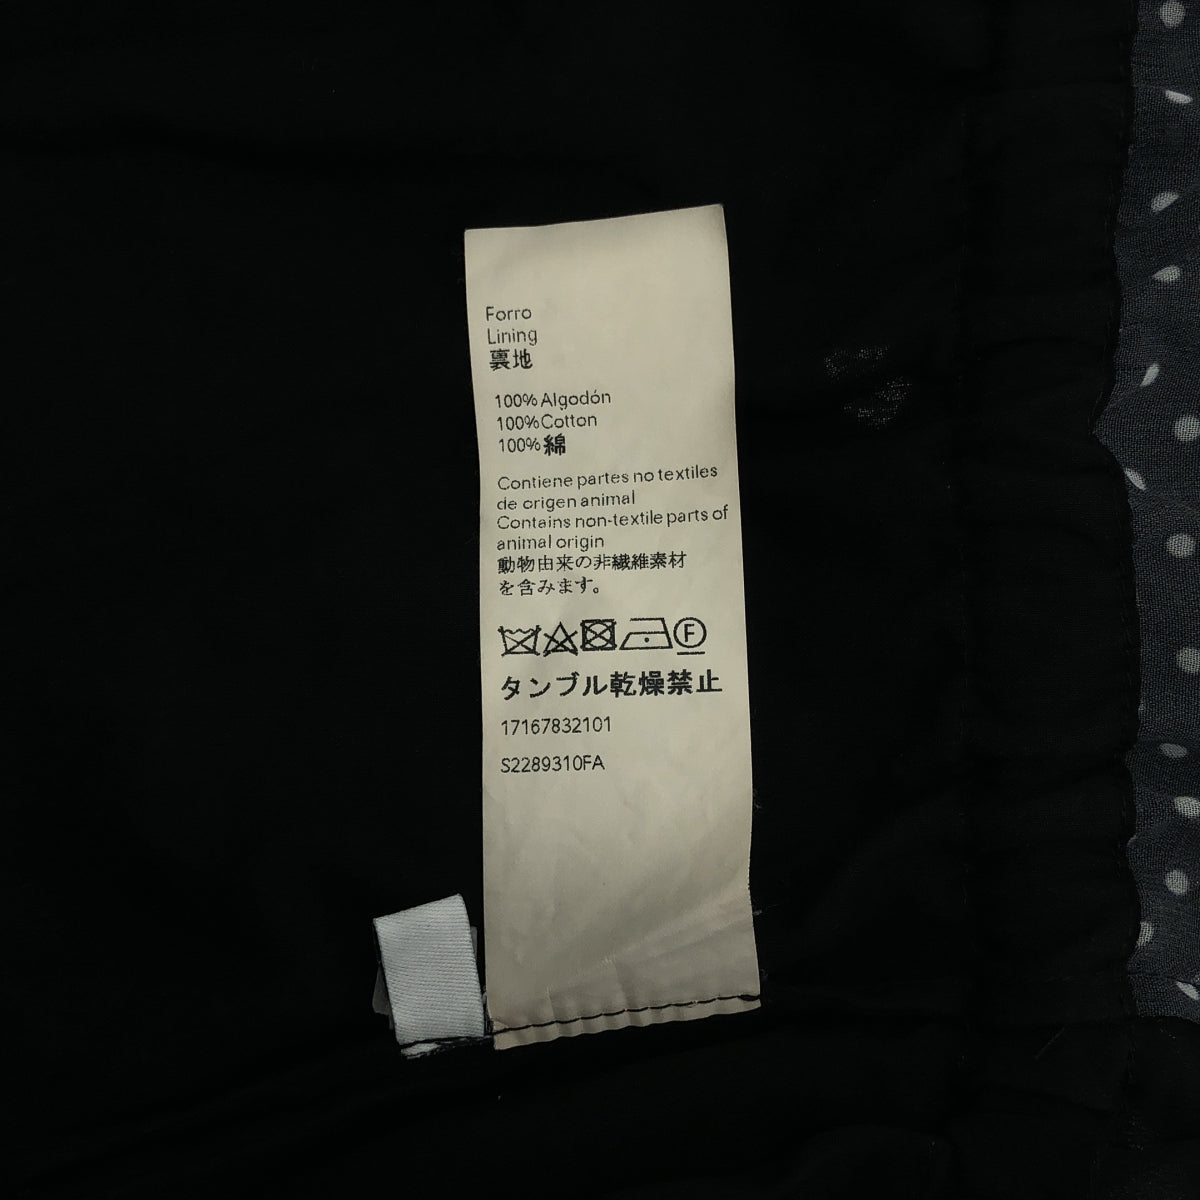 Forro
Lining
裏地
100% Algodón
100% Cotton
100% 綿
Contiene partes no textiles
de origen animal
Contains non-textile parts of
animal origin
動物由来の非繊維素材
を含みます。
F
タンブル乾燥禁止
17167832101
S2289310FA